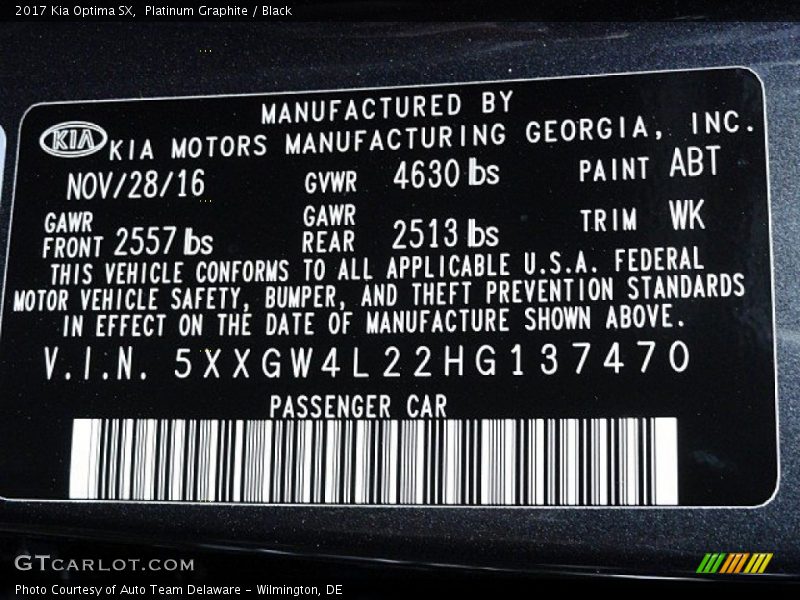 2017 Kia Optima SX,  Platinum Graphite / Black
MANUFACTURED BY
KIA KIA MOTORS MANUFACTURING GEORGIA, INC.
NOV/28/16 GVWR 4630 lbs PAINT ABT
GAWR FRONT 2557 lbs GAWR REAR 2513 lbs TRIM WK
THIS VEHICLE CONFORMS TO ALL APPLICABLE U.S.A. FEDERAL
MOTOR VEHICLE SAFETY, BUMPER, AND THEFT PREVENTION STANDARDS
IN EFFECT ON THE DATE OF MANUFACTURE SHOWN ABOVE.
V.I.N. 5XXGW4L22HG137470
PASSENGER CAR
GTCARLOT.COM
Photo Courtesy of Auto Team Delaware - Wilmington, DE